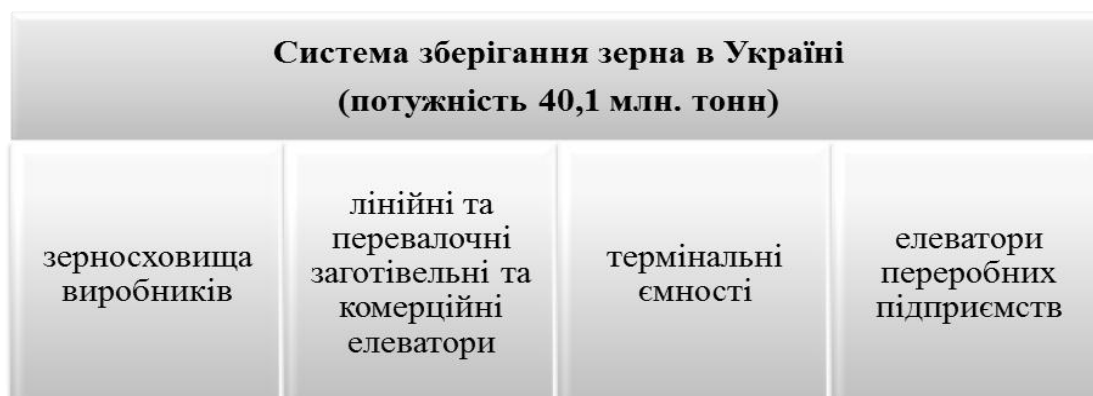 Система зберігання зерна в Україні
(потужність 40,1 млн. тонн)
зерносховища
виробників
лінійні та
перевалочні
заготівельні та
комерційні
елеватори
термінальні
ємності
елеватори
переробних
підприємств